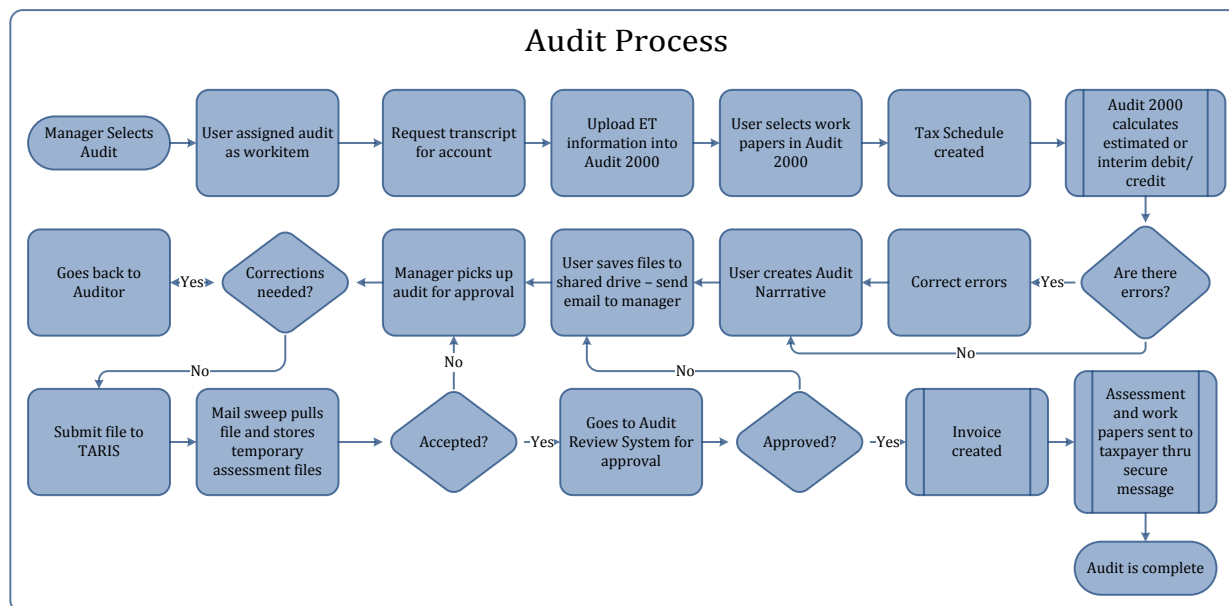 Audit Process
Manager Selects
Audit
User assigned audit
as workitem
Request transcript
for account
Upload ET
information into
Audit 2000
User selects work
papers in Audit
2000
Tax Schedule
created
Audit 2000
calculates
estimated or
interim debit/
credit
Goes back to
Auditor
Yes
Corrections
needed?
Manager picks up
audit for approval
User saves files to
shared drive – send
email to manager
User creates Audit
Narrrative
Correct errors
Yes
Are there
errors?
No
No
No
No
Submit file to
TARIS
Mail sweep pulls
file and stores
temporary
assessment files
Accepted?
Yes
Goes to Audit
Review System for
approval
Approved?
Yes
Invoice
created
Assessment
and work
papers sent to
taxpayer thru
secure
message
Audit is complete